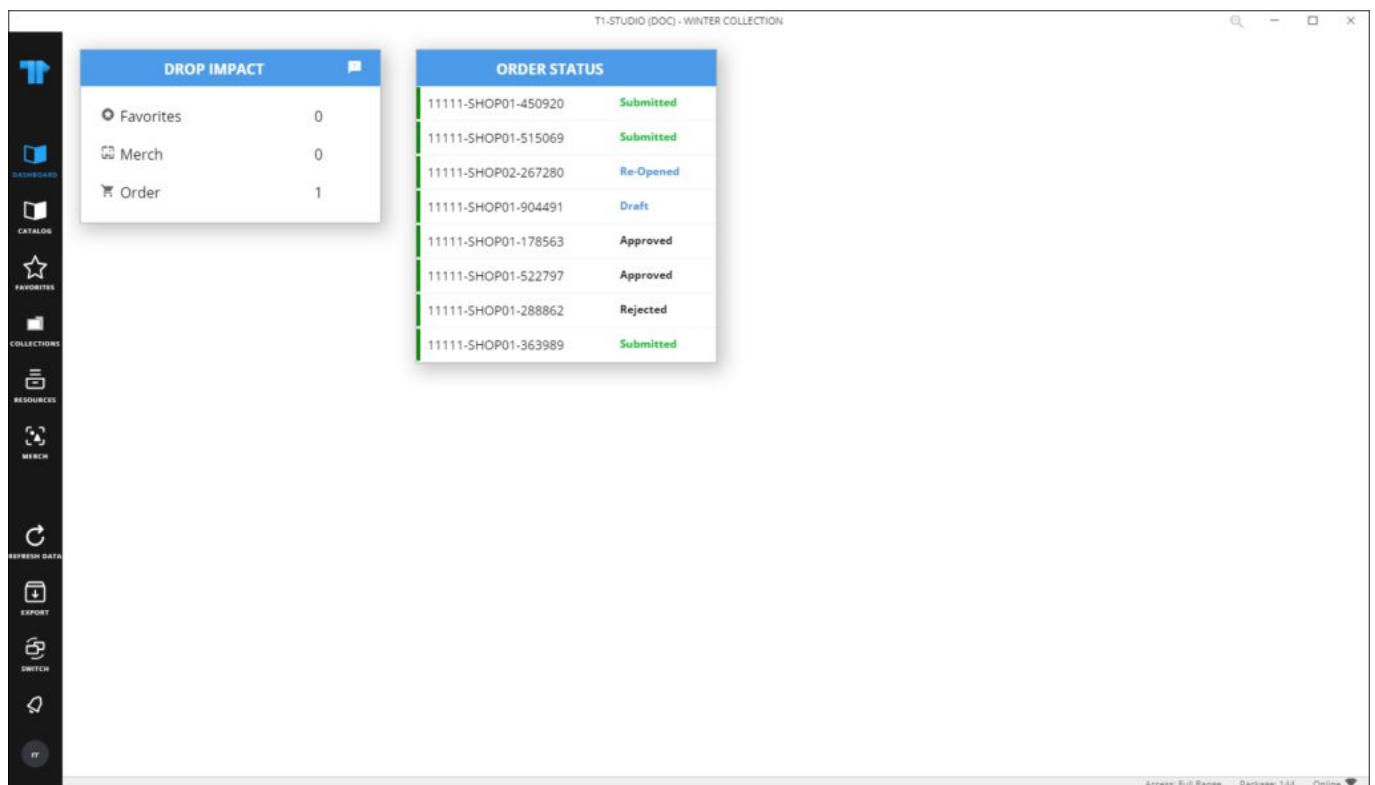 T1-STUDIO (DOC) - WINTER COLLECTION
DROP IMPACT
Favorites 0
Merch 0
Order 1
ORDER STATUS
11111-SHOP01-450920 Submitted
11111-SHOP01-515069 Submitted
11111-SHOP02-267280 Re-Opened
11111-SHOP01-904491 Draft
11111-SHOP01-178563 Approved
11111-SHOP01-522797 Approved
11111-SHOP01-288862 Rejected
11111-SHOP01-363989 Submitted
DASHBOARD
CATALOG
FAVORITES
COLLECTIONS
RESOURCES
MERCH
REFRESH DATA
EXPORT
SWITCH
rr
Access: Full Range Package: 144 Online